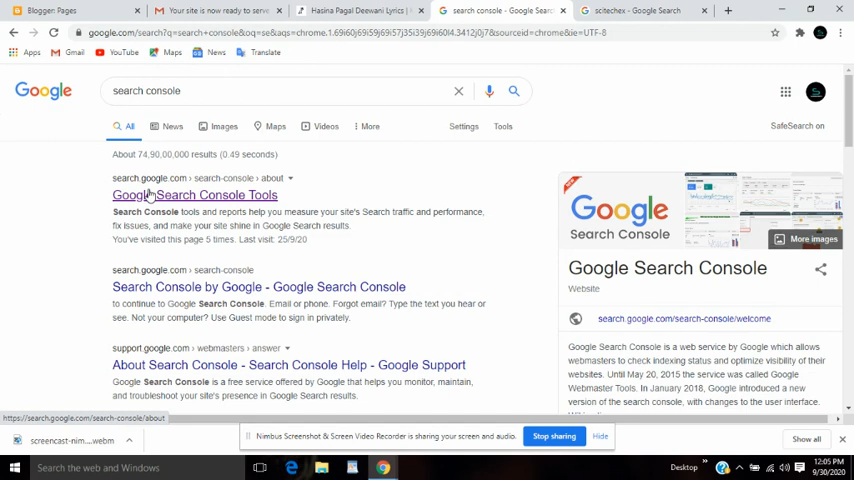 Blogger: Pages
Your site is now ready to serve
Hasina Pagal Deewani Lyrics |
search console - Google Search
scitechex - Google Search
google.com/search?q=search+console&oq=se&aqs=chrome.1.69i60j69i59j69i57j35i39j69i60l4.3412j0j7&sourceid=chrome&ie=UTF-8
Apps Gmail YouTube Maps News Translate
Google
search console
All News Images Maps Videos More Settings Tools SafeSearch on
About 74,90,00,000 results (0.49 seconds)
search.google.com › search-console › about
Google Search Console Tools
Search Console tools and reports help you measure your site's Search traffic and performance,
fix issues, and make your site shine in Google Search results.
You've visited this page 5 times. Last visit: 25/9/20
search.google.com › search-console
Search Console by Google - Google Search Console
to continue to Google Search Console. Email or phone. Forgot email? Type the text you hear or
see. Not your computer? Use Guest mode to sign in privately.
support.google.com › webmasters › answer
About Search Console - Search Console Help - Google Support
Google Search Console is a free service offered by Google that helps you monitor, maintain,
and troubleshoot your site's presence in Google Search results.
Google
Search Console
More images
Google Search Console
Website
search.google.com/search-console/welcome
Google Search Console is a web service by Google which allows
webmasters to check indexing status and optimize visibility of their
websites. Until May 20, 2015 the service was called Google
Webmaster Tools. In January 2018, Google introduced a new
version of the search console, with changes to the user interface.
https://search.google.com/search-console/about
screencast-nim....webm
Nimbus Screenshot & Screen Video Recorder is sharing your screen and audio.
Stop sharing
Hide
Show all
Search the web and Windows
Desktop
12:05 PM
9/30/2020